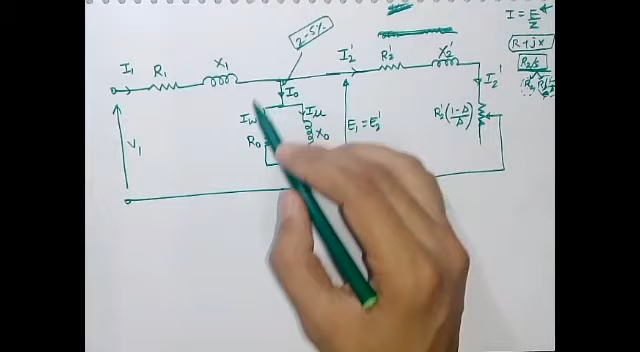 I = E/Z
R+jX
R2/s
2-5%
I1
R1
X1
I2'
R2'
X2'
I2'
I0
Iw
Iμ
R0
X0
V1
E1 = E2'
R2'(1-s/s)